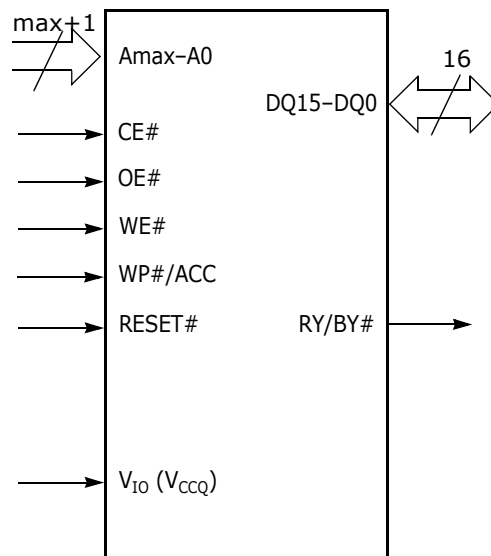 max+1
Amax–A0
16
DQ15–DQ0
CE#
OE#
WE#
WP#/ACC
RESET#
RY/BY#
VIO (VCCQ)